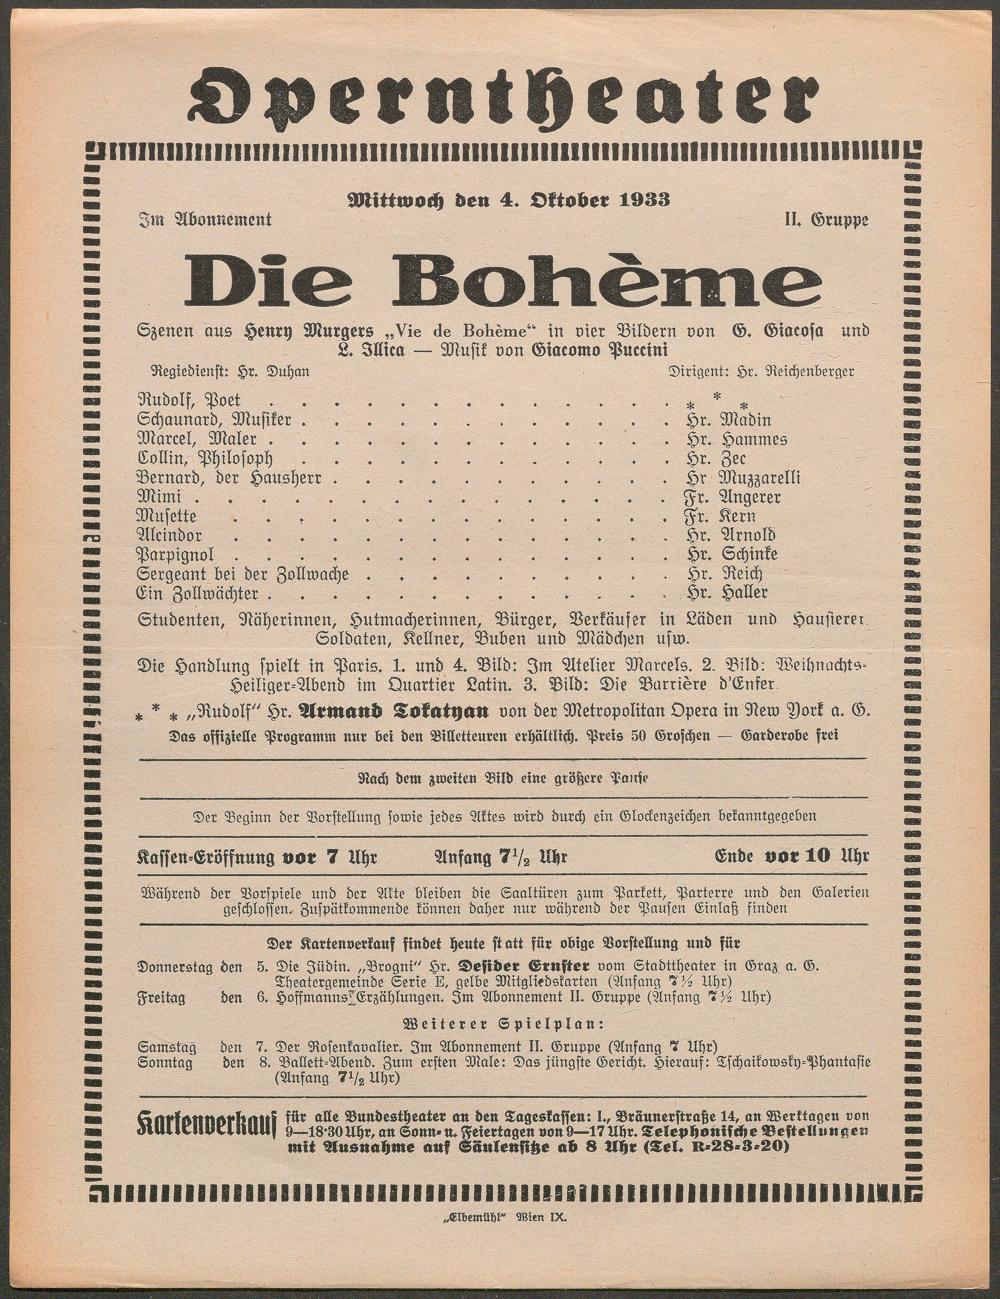 Operntheater
Mittwoch den 4. Oktober 1933
Im Abonnement II. Gruppe
Die Bohème
Szenen aus Henry Murgers „Vie de Bohème“ in vier Bildern von G. Giacosa und
L. Illica — Musik von Giacomo Puccini
Regiedienst: Hr. Duhan Dirigent: Hr. Reichenberger
Rudolf, Poet . . . . . . . . . . . . * * *
Schaunard, Musiker . . . . . . . . . . . . Hr. Madin
Marcel, Maler . . . . . . . . . . . . . Hr. Hammes
Collin, Philosoph . . . . . . . . . . . . Hr. Zec
Bernard, der Hausherr . . . . . . . . . . . Hr Muzzarelli
Mimi . . . . . . . . . . . . . . . Fr. Angerer
Musette . . . . . . . . . . . . . . Fr. Kern
Alcindor . . . . . . . . . . . . . . Hr. Arnold
Parpignol . . . . . . . . . . . . . . Hr. Schinke
Sergeant bei der Zollwache . . . . . . . . . . Hr. Reich
Ein Zollwächter . . . . . . . . . . . . . Hr. Haller
Studenten, Näherinnen, Hutmacherinnen, Bürger, Verkäufer in Läden und Hausierer.
Soldaten, Kellner, Buben und Mädchen usw.
Die Handlung spielt in Paris. 1. und 4. Bild: Im Atelier Marcels. 2. Bild: Weihnachts-
Heiliger-Abend im Quartier Latin. 3. Bild: Die Barrière d'Enfer.
* * * „Rudolf“ Hr. Armand Tokatyan von der Metropolitan Opera in New York a. G.
Das offizielle Programm nur bei den Billetteuren erhältlich. Preis 50 Groschen — Garderobe frei
Nach dem zweiten Bild eine größere Pause
Der Beginn der Vorstellung sowie jedes Aktes wird durch ein Glockenzeichen bekanntgegeben
Kassen-Eröffnung vor 7 Uhr Anfang 7½ Uhr Ende vor 10 Uhr
Während der Vorspiele und der Akte bleiben die Saaltüren zum Parkett, Parterre und den Galerien
geschlossen. Zuspätkommende können daher nur während der Pausen Einlaß finden
Der Kartenverkauf findet heute statt für obige Vorstellung und für
Donnerstag den 5. Die Jüdin. „Brogni“ Hr. Desider Ernster vom Stadttheater in Graz a. G.
Theatergemeinde Serie E, gelbe Mitgliedskarten (Anfang 7½ Uhr)
Freitag den 6. Hoffmanns Erzählungen. Im Abonnement II. Gruppe (Anfang 7½ Uhr)
Weiterer Spielplan:
Samstag den 7. Der Rosenkavalier. Im Abonnement II. Gruppe (Anfang 7 Uhr)
Sonntag den 8. Ballett-Abend. Zum ersten Male: Das jüngste Gericht. Hierauf: Tschaikowsky-Phantasie
(Anfang 7½ Uhr)
Kartenverkauf für alle Bundestheater an den Tageskassen: I., Bräunerstraße 14, an Werktagen von
9—18·30 Uhr, an Sonn- u. Feiertagen von 9—17 Uhr. Telephonische Bestellungen
mit Ausnahme auf Säulensitze ab 8 Uhr (Tel. R-28-3-20)
„Elbemühl“ Wien IX.